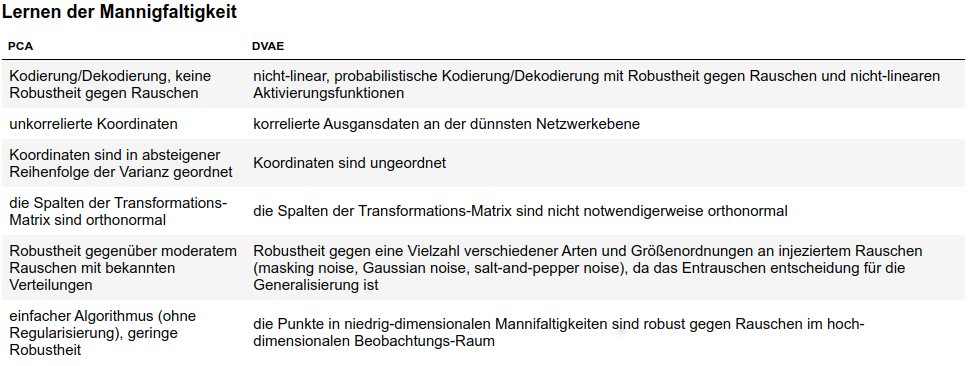 Lernen der Mannigfaltigkeit
PCA DVAE
Kodierung/Dekodierung, keine
Robustheit gegen Rauschen
nicht-linear, probabilistische Kodierung/Dekodierung mit Robustheit gegen Rauschen und nicht-linearen
Aktivierungsfunktionen
unkorrelierte Koordinaten
korrelierte Ausgansdaten an der dünnsten Netzwerkebene
Koordinaten sind in absteigener
Reihenfolge der Varianz geordnet
Koordinaten sind ungeordnet
die Spalten der Transformations-
Matrix sind orthonormal
die Spalten der Transformations-Matrix sind nicht notwendigerweise orthonormal
Robustheit gegenüber moderatem
Rauschen mit bekannten
Verteilungen
Robustheit gegen eine Vielzahl verschiedener Arten und Größenordnungen an injeziertem Rauschen
(masking noise, Gaussian noise, salt-and-pepper noise), da das Entrauschen entscheidung für die
Generalisierung ist
einfacher Algorithmus (ohne
Regularisierung), geringe
Robustheit
die Punkte in niedrig-dimensionalen Mannifaltigkeiten sind robust gegen Rauschen im hoch-
dimensionalen Beobachtungs-Raum